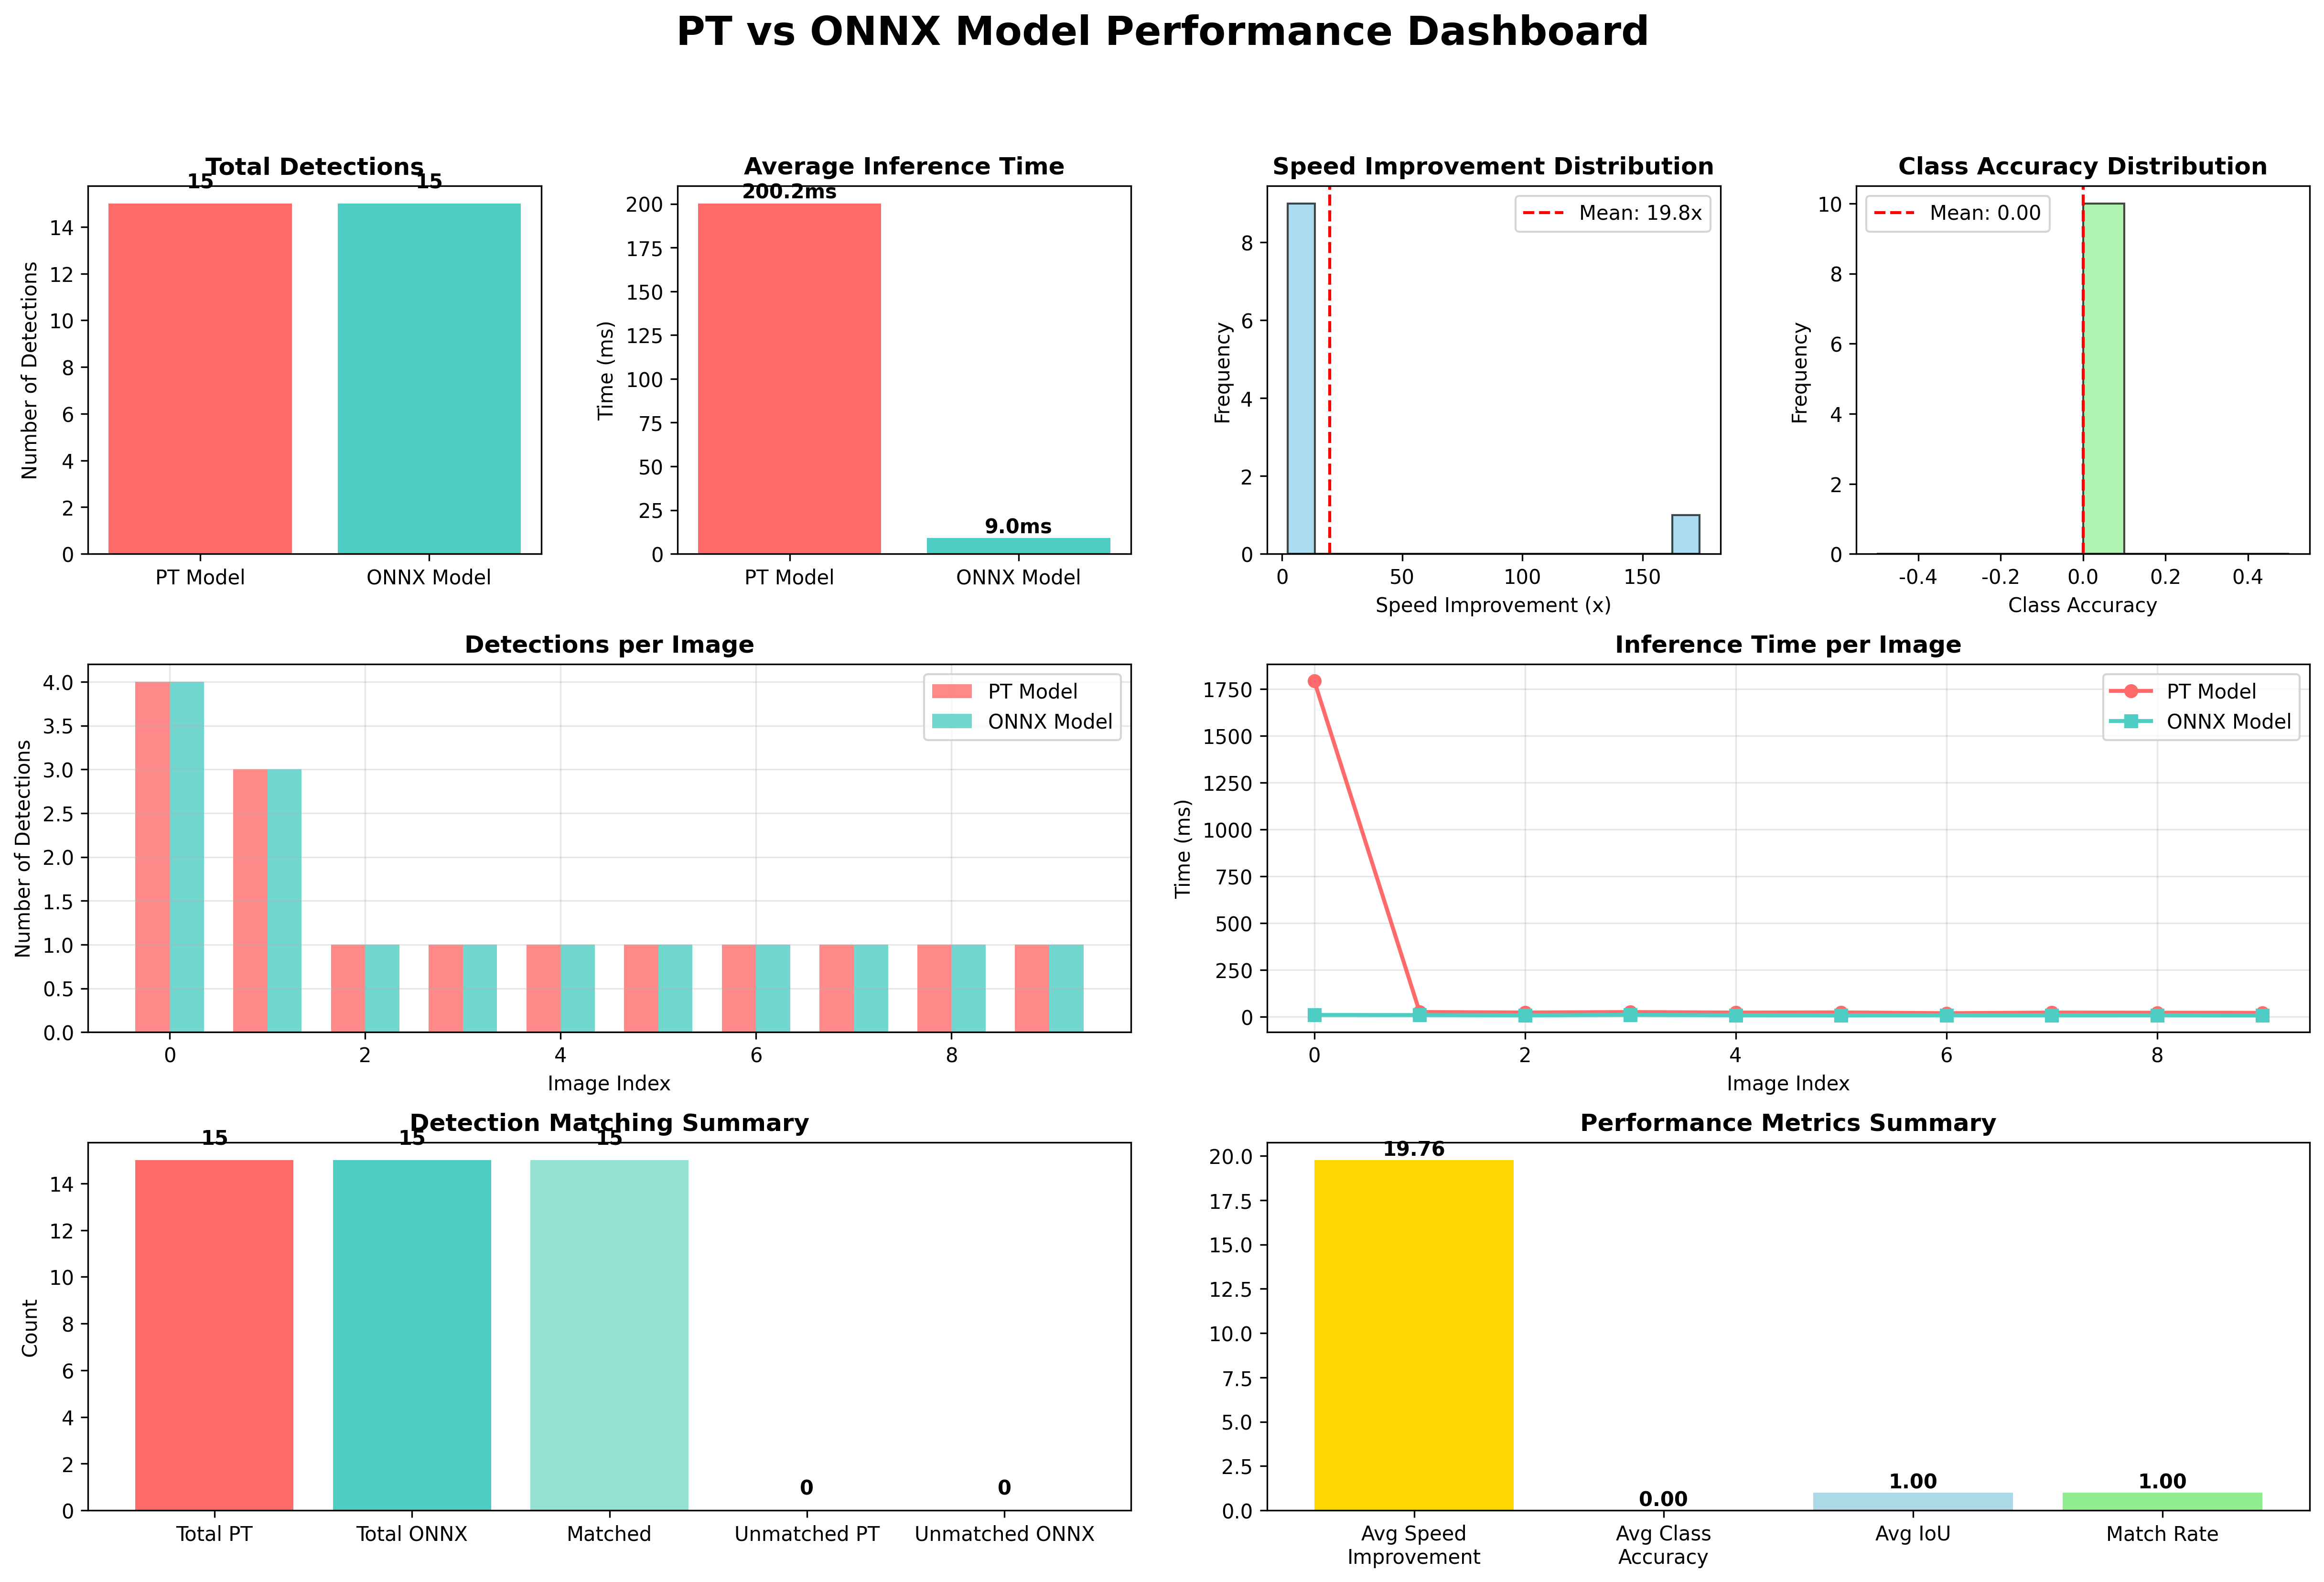 PT vs ONNX Model Performance Dashboard
Total Detections
15
15
Number of Detections
14
12
10
8
6
4
2
0
PT Model
ONNX Model
Average Inference Time
200.2ms
9.0ms
Time (ms)
200
175
150
125
100
75
50
25
0
PT Model
ONNX Model
Speed Improvement Distribution
Mean: 19.8x
Frequency
8
6
4
2
0
0
50
100
150
Speed Improvement (x)
Class Accuracy Distribution
Mean: 0.00
Frequency
10
8
6
4
2
0
-0.4
-0.2
0.0
0.2
0.4
Class Accuracy
Detections per Image
PT Model
ONNX Model
Number of Detections
4.0
3.5
3.0
2.5
2.0
1.5
1.0
0.5
0.0
0
2
4
6
8
Image Index
Inference Time per Image
PT Model
ONNX Model
Time (ms)
1750
1500
1250
1000
750
500
250
0
0
2
4
6
8
Image Index
Detection Matching Summary
15
15
15
0
0
Count
14
12
10
8
6
4
2
0
Total PT
Total ONNX
Matched
Unmatched PT
Unmatched ONNX
Performance Metrics Summary
19.76
0.00
1.00
1.00
20.0
17.5
15.0
12.5
10.0
7.5
5.0
2.5
0.0
Avg Speed
Improvement
Avg Class
Accuracy
Avg IoU
Match Rate